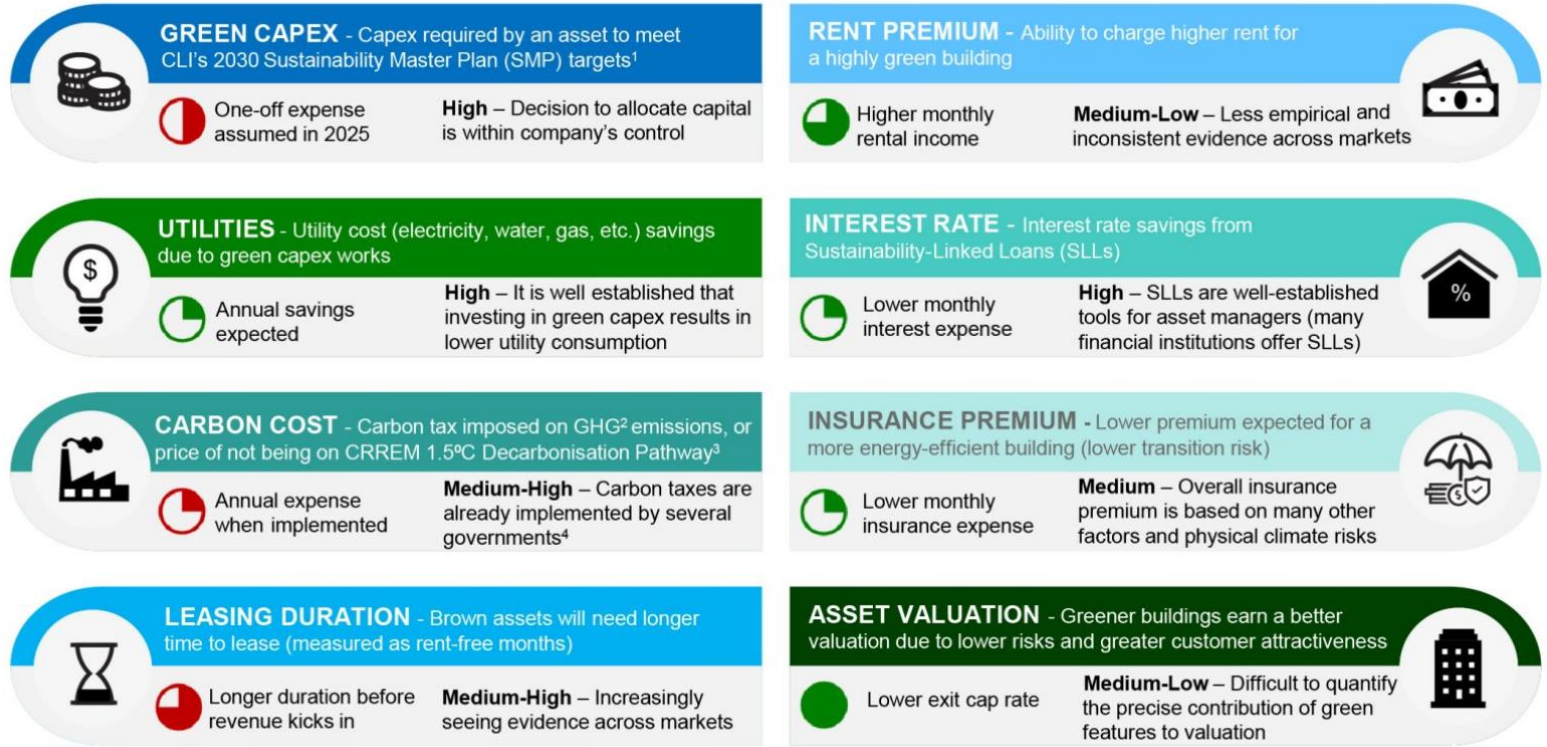 GREEN CAPEX - Capex required by an asset to meet
CLI's 2030 Sustainability Master Plan (SMP) targets¹
One-off expense
assumed in 2025
High – Decision to allocate capital
is within company's control
RENT PREMIUM - Ability to charge higher rent for
a highly green building
Higher monthly
rental income
Medium-Low – Less empirical and
inconsistent evidence across markets
UTILITIES - Utility cost (electricity, water, gas, etc.) savings
due to green capex works
$
Annual savings
expected
High – It is well established that
investing in green capex results in
lower utility consumption
INTEREST RATE - Interest rate savings from
Sustainability-Linked Loans (SLLs)
Lower monthly
interest expense
High – SLLs are well-established
tools for asset managers (many
financial institutions offer SLLs)
%
CARBON COST - Carbon tax imposed on GHG² emissions, or
price of not being on CRREM 1.5ºC Decarbonisation Pathway³
Annual expense
when implemented
Medium-High – Carbon taxes are
already implemented by several
governments⁴
INSURANCE PREMIUM - Lower premium expected for a
more energy-efficient building (lower transition risk)
Lower monthly
insurance expense
Medium – Overall insurance
premium is based on many other
factors and physical climate risks
$
LEASING DURATION - Brown assets will need longer
time to lease (measured as rent-free months)
Longer duration before
revenue kicks in
Medium-High – Increasingly
seeing evidence across markets
ASSET VALUATION - Greener buildings earn a better
valuation due to lower risks and greater customer attractiveness
Lower exit cap rate
Medium-Low – Difficult to quantify
the precise contribution of green
features to valuation